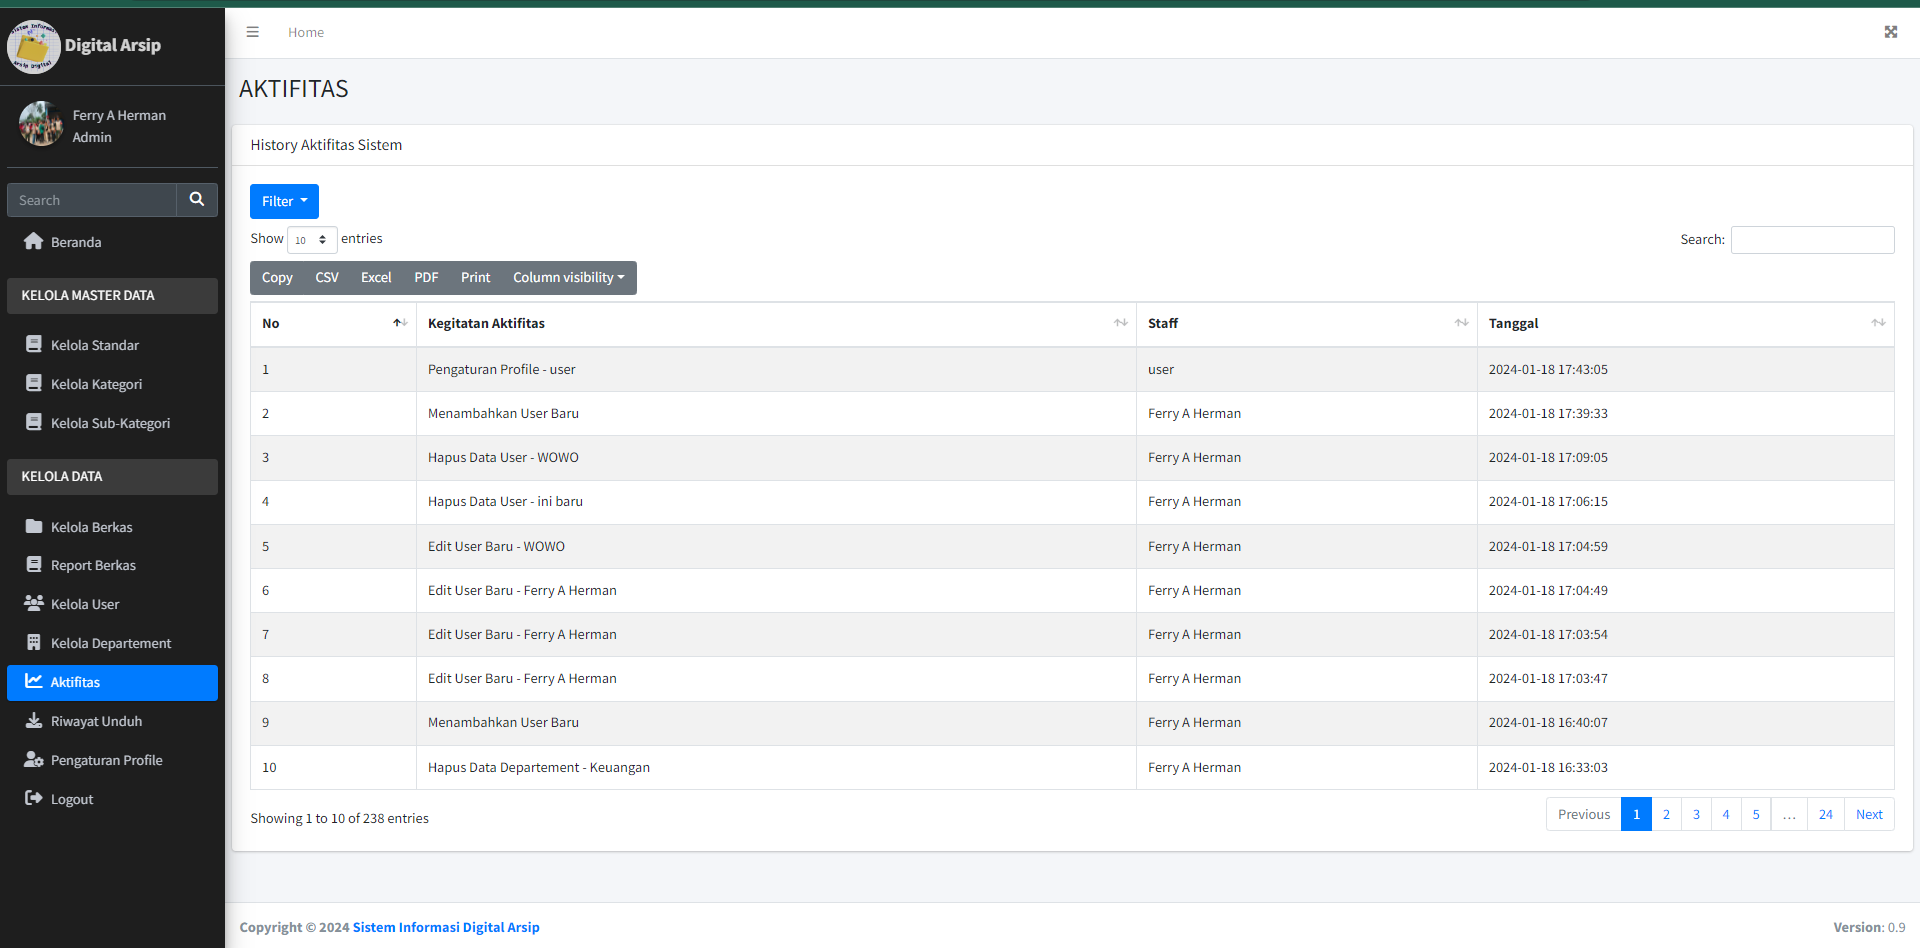 Digital Arsip
Ferry A Herman
Admin
Search
Beranda
KELOLA MASTER DATA
Kelola Standar
Kelola Kategori
Kelola Sub-Kategori
KELOLA DATA
Kelola Berkas
Report Berkas
Kelola User
Kelola Departement
Aktifitas
Riwayat Unduh
Pengaturan Profile
Logout
Home
AKTIFITAS
History Aktifitas Sistem
Filter
Show 10 entries
Search:
Copy CSV Excel PDF Print Column visibility
No Kegitatan Aktifitas Staff Tanggal
1 Pengaturan Profile - user user 2024-01-18 17:43:05
2 Menambahkan User Baru Ferry A Herman 2024-01-18 17:39:33
3 Hapus Data User - WOWO Ferry A Herman 2024-01-18 17:09:05
4 Hapus Data User - ini baru Ferry A Herman 2024-01-18 17:06:15
5 Edit User Baru - WOWO Ferry A Herman 2024-01-18 17:04:59
6 Edit User Baru - Ferry A Herman Ferry A Herman 2024-01-18 17:04:49
7 Edit User Baru - Ferry A Herman Ferry A Herman 2024-01-18 17:03:54
8 Edit User Baru - Ferry A Herman Ferry A Herman 2024-01-18 17:03:47
9 Menambahkan User Baru Ferry A Herman 2024-01-18 16:40:07
10 Hapus Data Departement - Keuangan Ferry A Herman 2024-01-18 16:33:03
Showing 1 to 10 of 238 entries
Previous 1 2 3 4 5 … 24 Next
Copyright © 2024 Sistem Informasi Digital Arsip
Version: 0.9